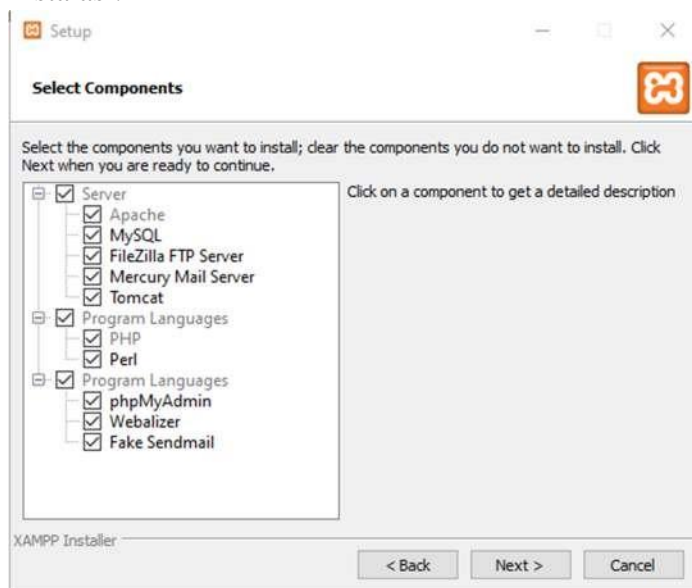 Setup
Select Components
Select the components you want to install; clear the components you do not want to install. Click
Next when you are ready to continue.
Server
Apache
MySQL
FileZilla FTP Server
Mercury Mail Server
Tomcat
Program Languages
PHP
Perl
Program Languages
phpMyAdmin
Webalizer
Fake Sendmail
Click on a component to get a detailed description
XAMPP Installer
< Back
Next >
Cancel